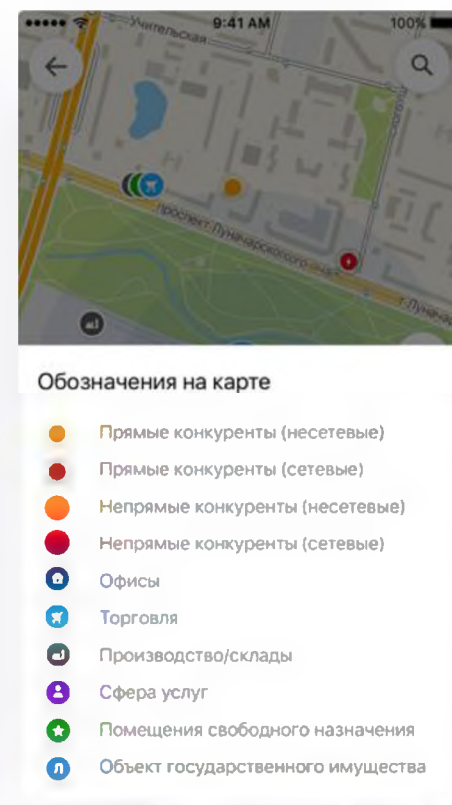 9:41 AM
100%
Учительская
проспект Луначарского
Обозначения на карте
Прямые конкуренты (несетевые)
Прямые конкуренты (сетевые)
Непрямые конкуренты (несетевые)
Непрямые конкуренты (сетевые)
Офисы
Торговля
Производство/склады
Сфера услуг
Помещения свободного назначения
Л
Объект государственного имущества